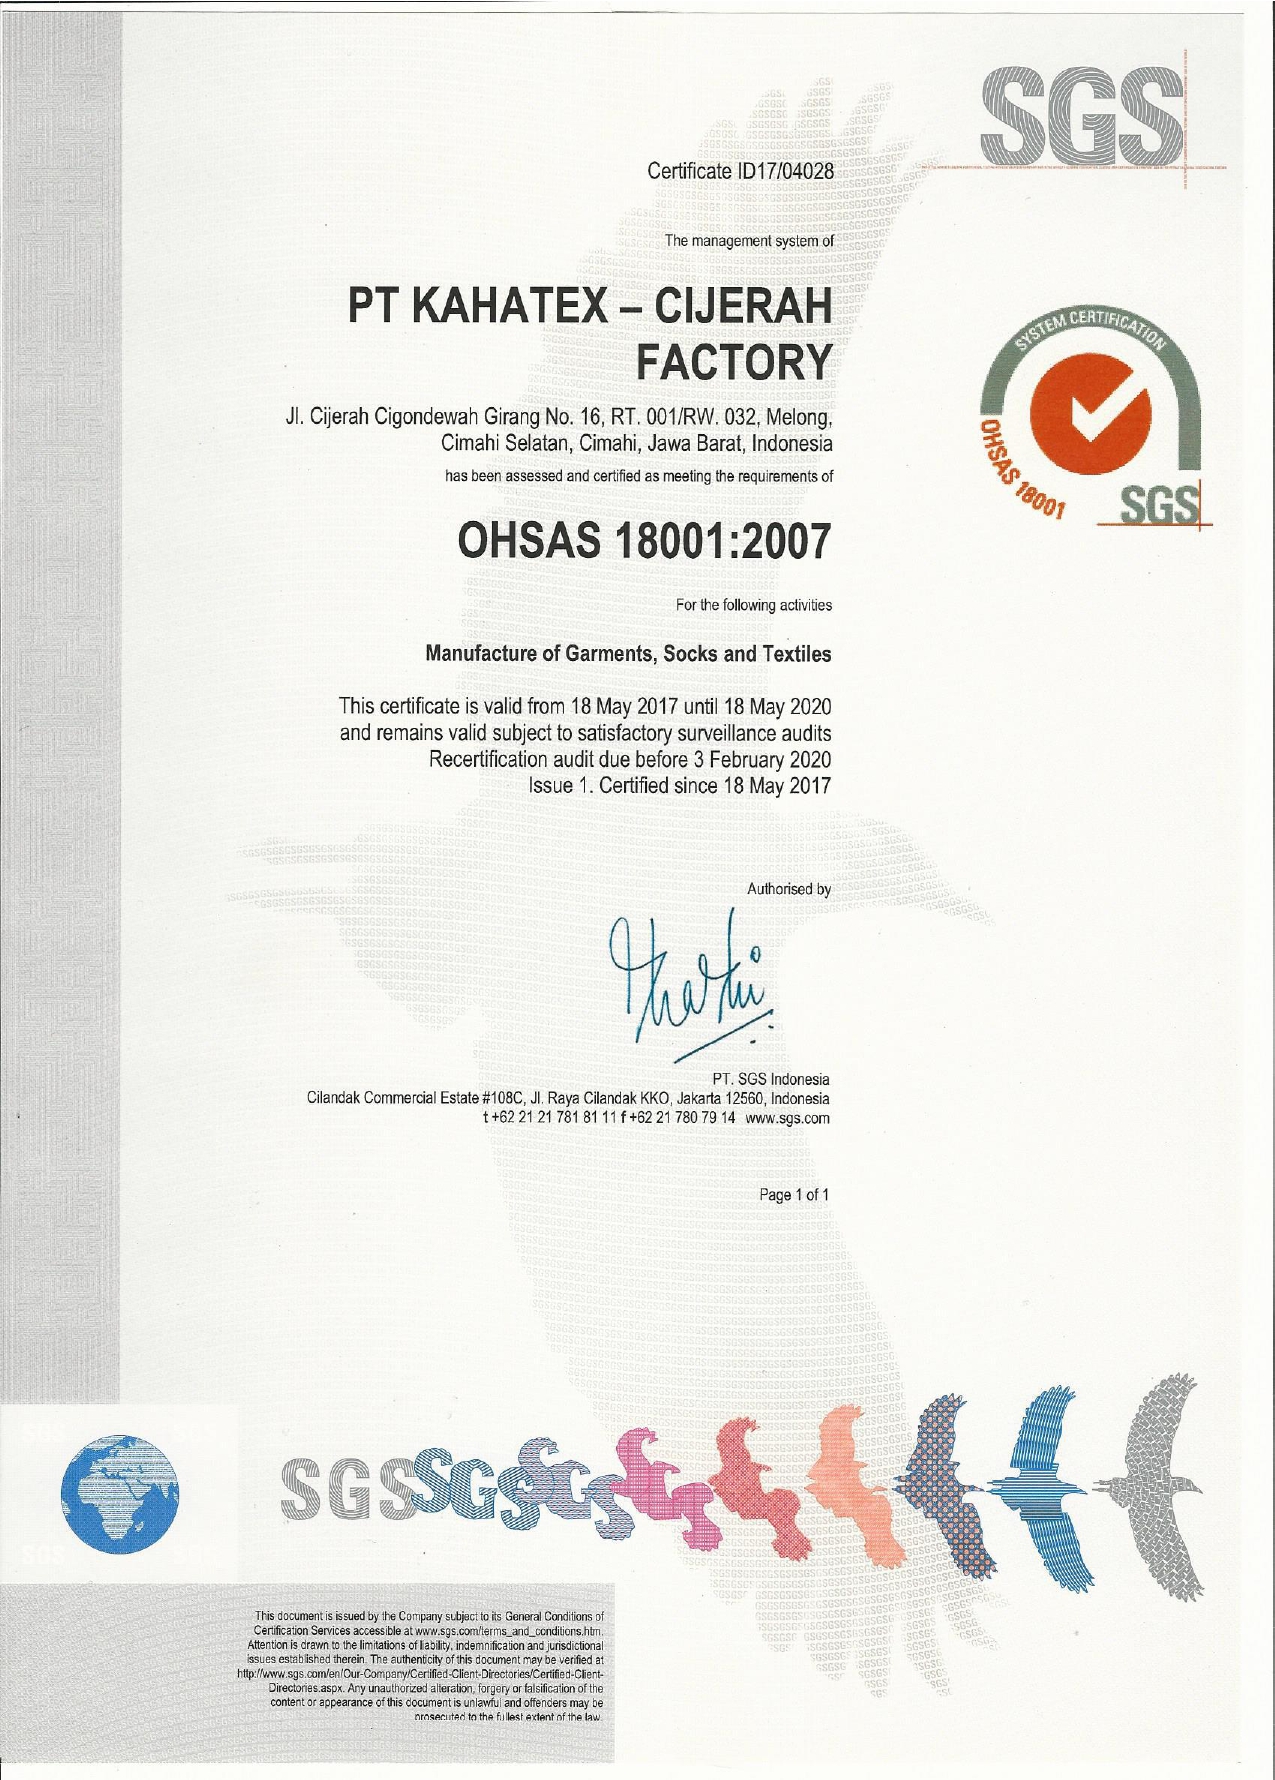 SGS
Certificate ID17/04028
The management system of
PT KAHATEX – CIJERAH
FACTORY
Jl. Cijerah Cigondewah Girang No. 16, RT. 001/RW. 032, Melong,
Cimahi Selatan, Cimahi, Jawa Barat, Indonesia
has been assessed and certified as meeting the requirements of
OHSAS 18001:2007
For the following activities
Manufacture of Garments, Socks and Textiles
This certificate is valid from 18 May 2017 until 18 May 2020
and remains valid subject to satisfactory surveillance audits
Recertification audit due before 3 February 2020
Issue 1. Certified since 18 May 2017
SYSTEM CERTIFICATION
OHSAS 18001
SGS
Authorised by
PT. SGS Indonesia
Cilandak Commercial Estate #108C, Jl. Raya Cilandak KKO, Jakarta 12560, Indonesia
t +62 21 21 781 81 11 f +62 21 780 79 14 www.sgs.com
Page 1 of 1
SGS SGS SGS
This document is issued by the Company subject to its General Conditions of
Certification Services accessible at www.sgs.com/terms_and_conditions.htm.
Attention is drawn to the limitations of liability, indemnification and jurisdictional
issues established therein. The authenticity of this document may be verified at
http://www.sgs.com/en/Our-Company/Certified-Client-Directories/Certified-Client-
Directories.aspx. Any unauthorized alteration, forgery or falsification of the
content or appearance of this document is unlawful and offenders may be
prosecuted to the fullest extent of the law.